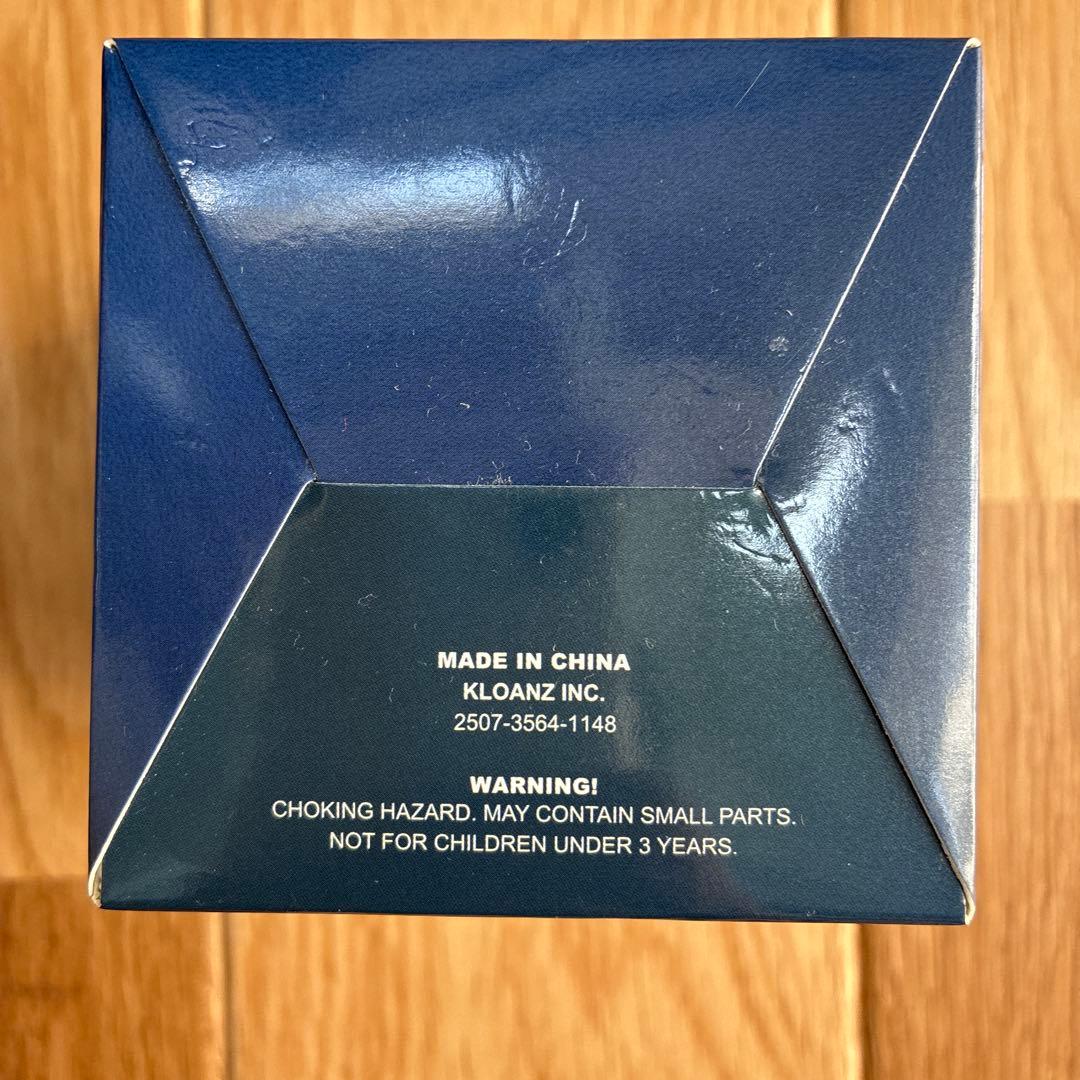 MADE IN CHINA
KLOANZ INC.
2507-3564-1148
WARNING!
CHOKING HAZARD. MAY CONTAIN SMALL PARTS.
NOT FOR CHILDREN UNDER 3 YEARS.